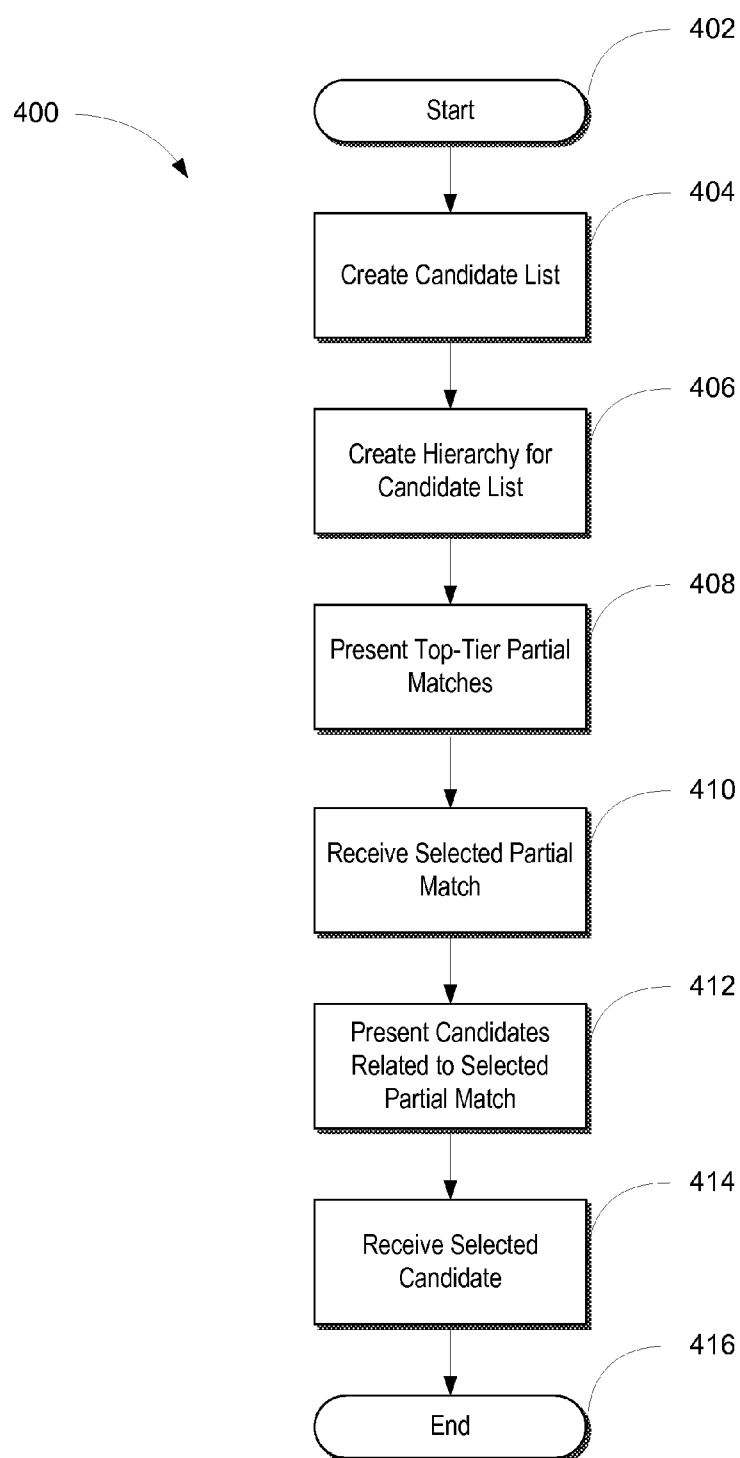 402
Start
400
404
Create Candidate List
406
Create Hierarchy for
Candidate List
408
Present Top-Tier Partial
Matches
410
Receive Selected Partial
Match
412
Present Candidates
Related to Selected
Partial Match
414
Receive Selected
Candidate
416
End